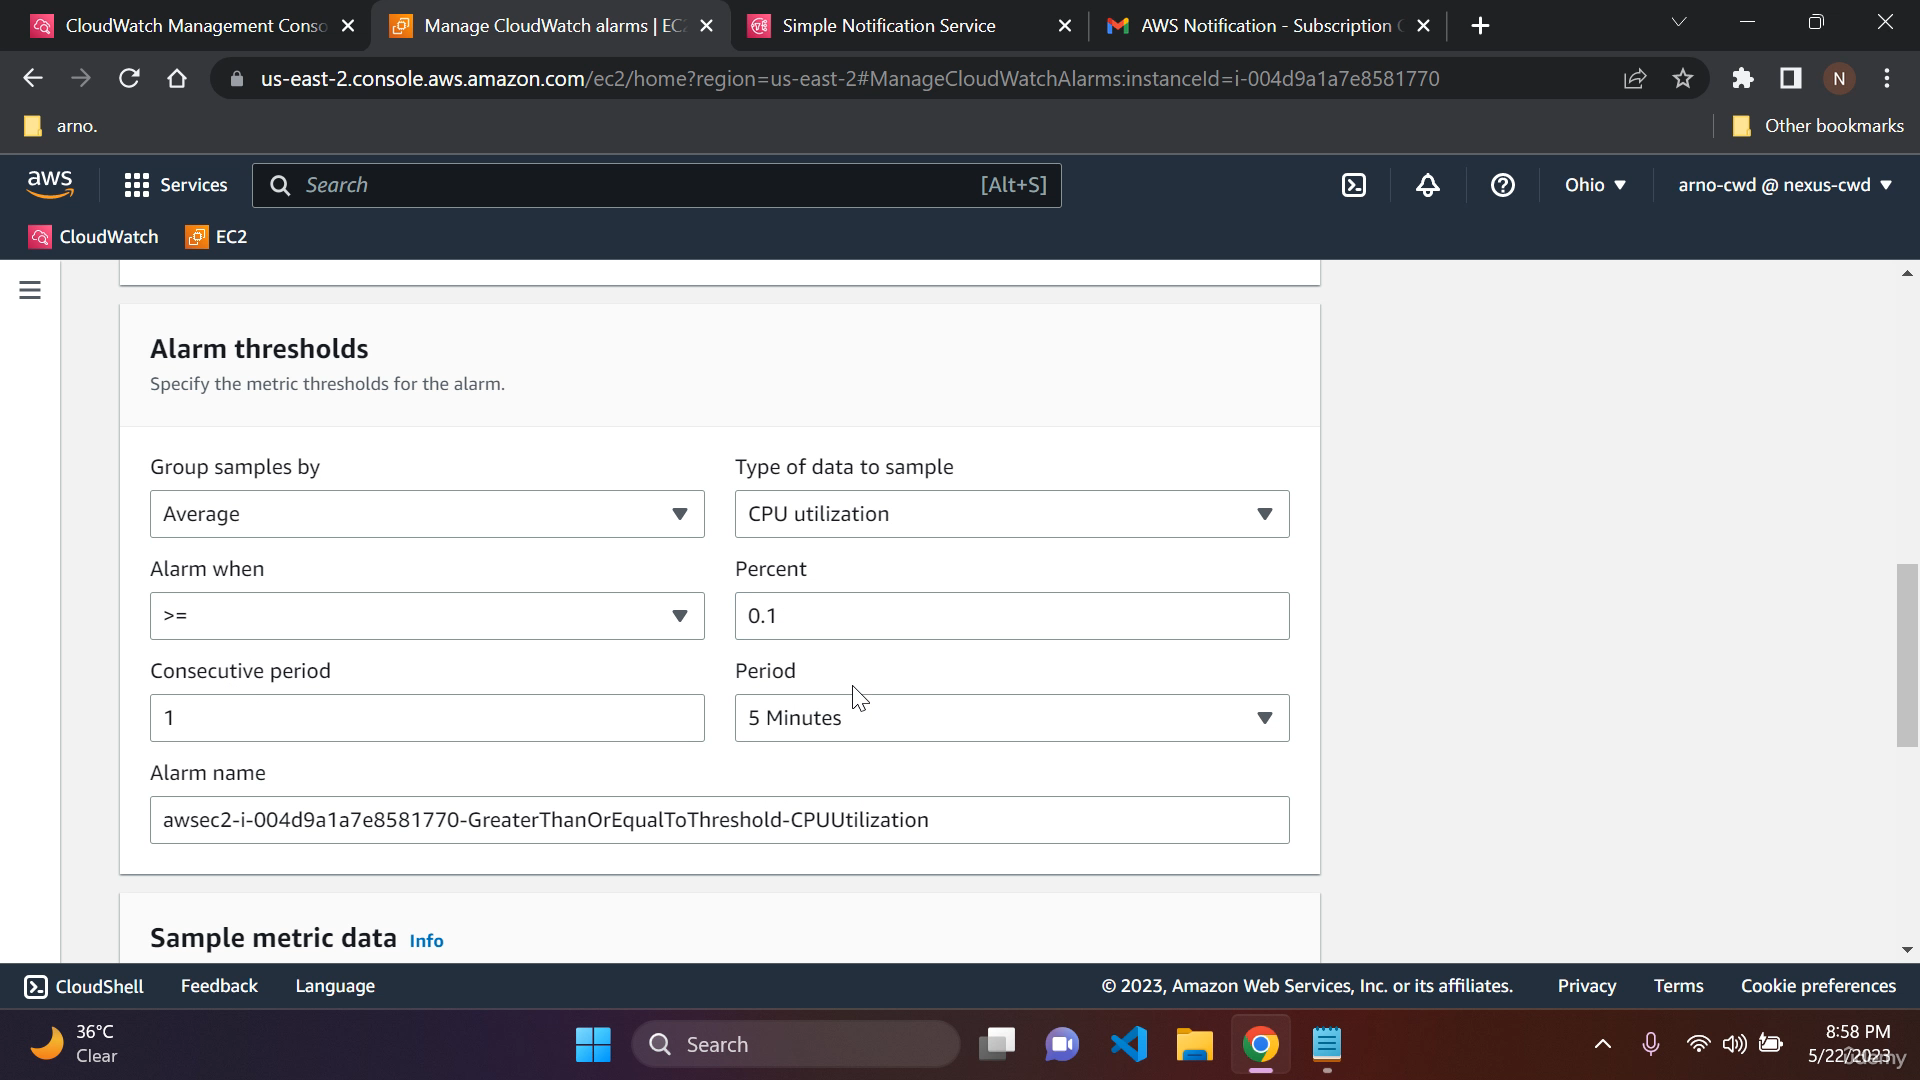 CloudWatch Management Conso
Manage CloudWatch alarms | EC
Simple Notification Service
AWS Notification - Subscription C
us-east-2.console.aws.amazon.com/ec2/home?region=us-east-2#ManageCloudWatchAlarms:instanceId=i-004d9a1a7e8581770
N
arno.
Other bookmarks
aws
Services
Search
[Alt+S]
Ohio
arno-cwd @ nexus-cwd
CloudWatch
EC2
Alarm thresholds
Specify the metric thresholds for the alarm.
Group samples by
Type of data to sample
Average
CPU utilization
Alarm when
Percent
>=
0.1
Consecutive period
Period
1
5 Minutes
Alarm name
awsec2-i-004d9a1a7e8581770-GreaterThanOrEqualToThreshold-CPUUtilization
Sample metric data Info
CloudShell
Feedback
Language
© 2023, Amazon Web Services, Inc. or its affiliates.
Privacy
Terms
Cookie preferences
36°C
Clear
Search
8:58 PM
5/22/2023
udemy